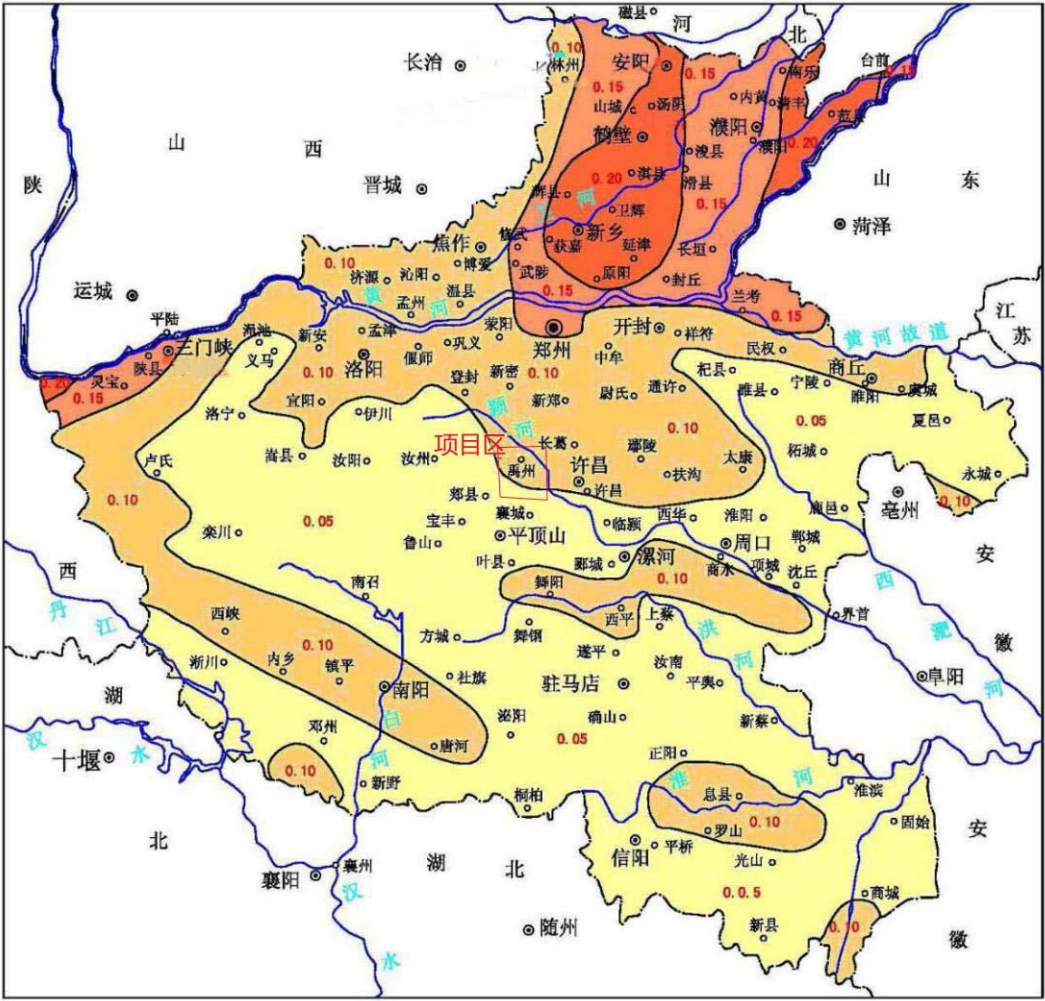 磁县
河
北
0.10
林州
安阳
0.15
台前
0.15
南乐
长治
0.15
山城
汤阴
内黄
清丰
范县
鹤壁
濮阳
濮阳
0.20
山
西
浚县
陕
晋城
淇县
0.20
滑县
山
东
辉县
卫
河
0.15
卫辉
新乡
菏泽
焦作
修武
获嘉
延津
长垣
0.10
博爱
济源
沁阳
武陟
原阳
封丘
运城
黄
河
孟州
温县
0.15
兰考
0.15
江
苏
平陆
渑池
新安
孟津
荥阳
开封
祥符
黄河故道
三门峡
偃师
巩义
郑州
中牟
民权
陕县
义马
洛阳
0.10
登封
新密
0.10
杞县
商丘
0.20
灵宝
0.15
宜阳
伊川
新郑
尉氏
通许
睢县
宁陵
睢阳
虞城
洛宁
颍
河
0.10
0.05
夏邑
项目区
长葛
鄢陵
柘城
卢氏
嵩县
汝阳
汝州
禹州
许昌
太康
扶沟
永城
0.10
郏县
许昌
亳州
0.10
0.05
宝丰
襄城
临颍
西华
淮阳
鹿邑
栾川
鲁山
平顶山
周口
郸城
叶县
郾城
漯河
商水
项城
沈丘
安
西
丹
江
南召
舞阳
0.10
西
淝
河
西峡
西平
上蔡
界首
方城
舞钢
洪
河
徽
0.10
遂平
淅川
内乡
镇平
汝南
湖
南阳
社旗
驻马店
平舆
阜阳
白
河
泌阳
确山
新蔡
邓州
汉
水
唐河
0.05
正阳
十堰
0.10
新野
淮
河
桐柏
息县
淮滨
0.10
固始
北
罗山
安
信阳
平桥
襄州
湖
北
光山
襄阳
汉
水
0.0.5
商城
随州
新县
0.10
徽